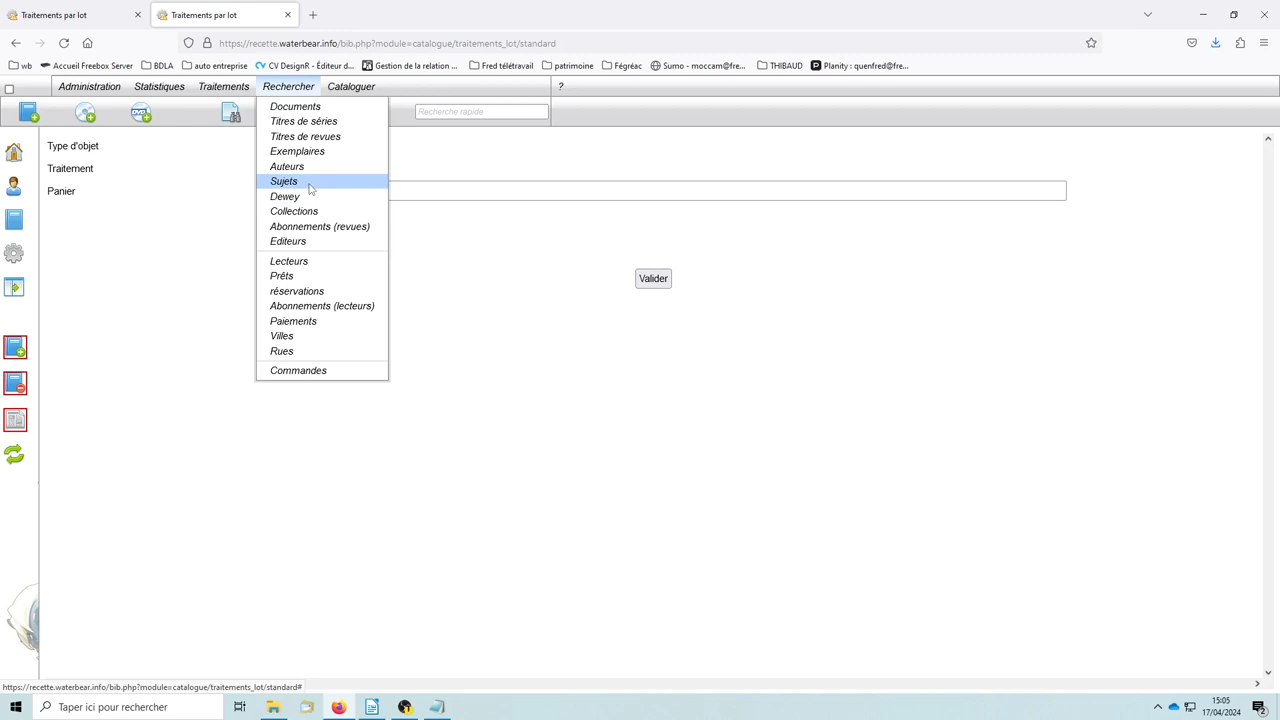 Traitements par lot
Traitements par lot
https://recette.waterbear.info/bib.php?module=catalogue/traitements_lot/standard
wb
Accueil Freebox Server
BDLA
auto entreprise
CV DesignR - Éditeur d...
Gestion de la relation ...
Fred télétravail
patrimoine
Fégréac
Sumo - moccam@fre...
THIBAUD
Planity : quenfred@fre...
Administration
Statistiques
Traitements
Rechercher
Cataloguer
?
DVD
Recherche rapide
Documents
Titres de séries
Titres de revues
Exemplaires
Auteurs
Sujets
Dewey
Collections
Abonnements (revues)
Editeurs
Lecteurs
Prêts
réservations
Abonnements (lecteurs)
Paiements
Villes
Rues
Commandes
Type d'objet
Traitement
Panier
Valider
https://recette.waterbear.info/bib.php?module=catalogue/traitements_lot/standard#
Taper ici pour rechercher
15:05
17/04/2024
2